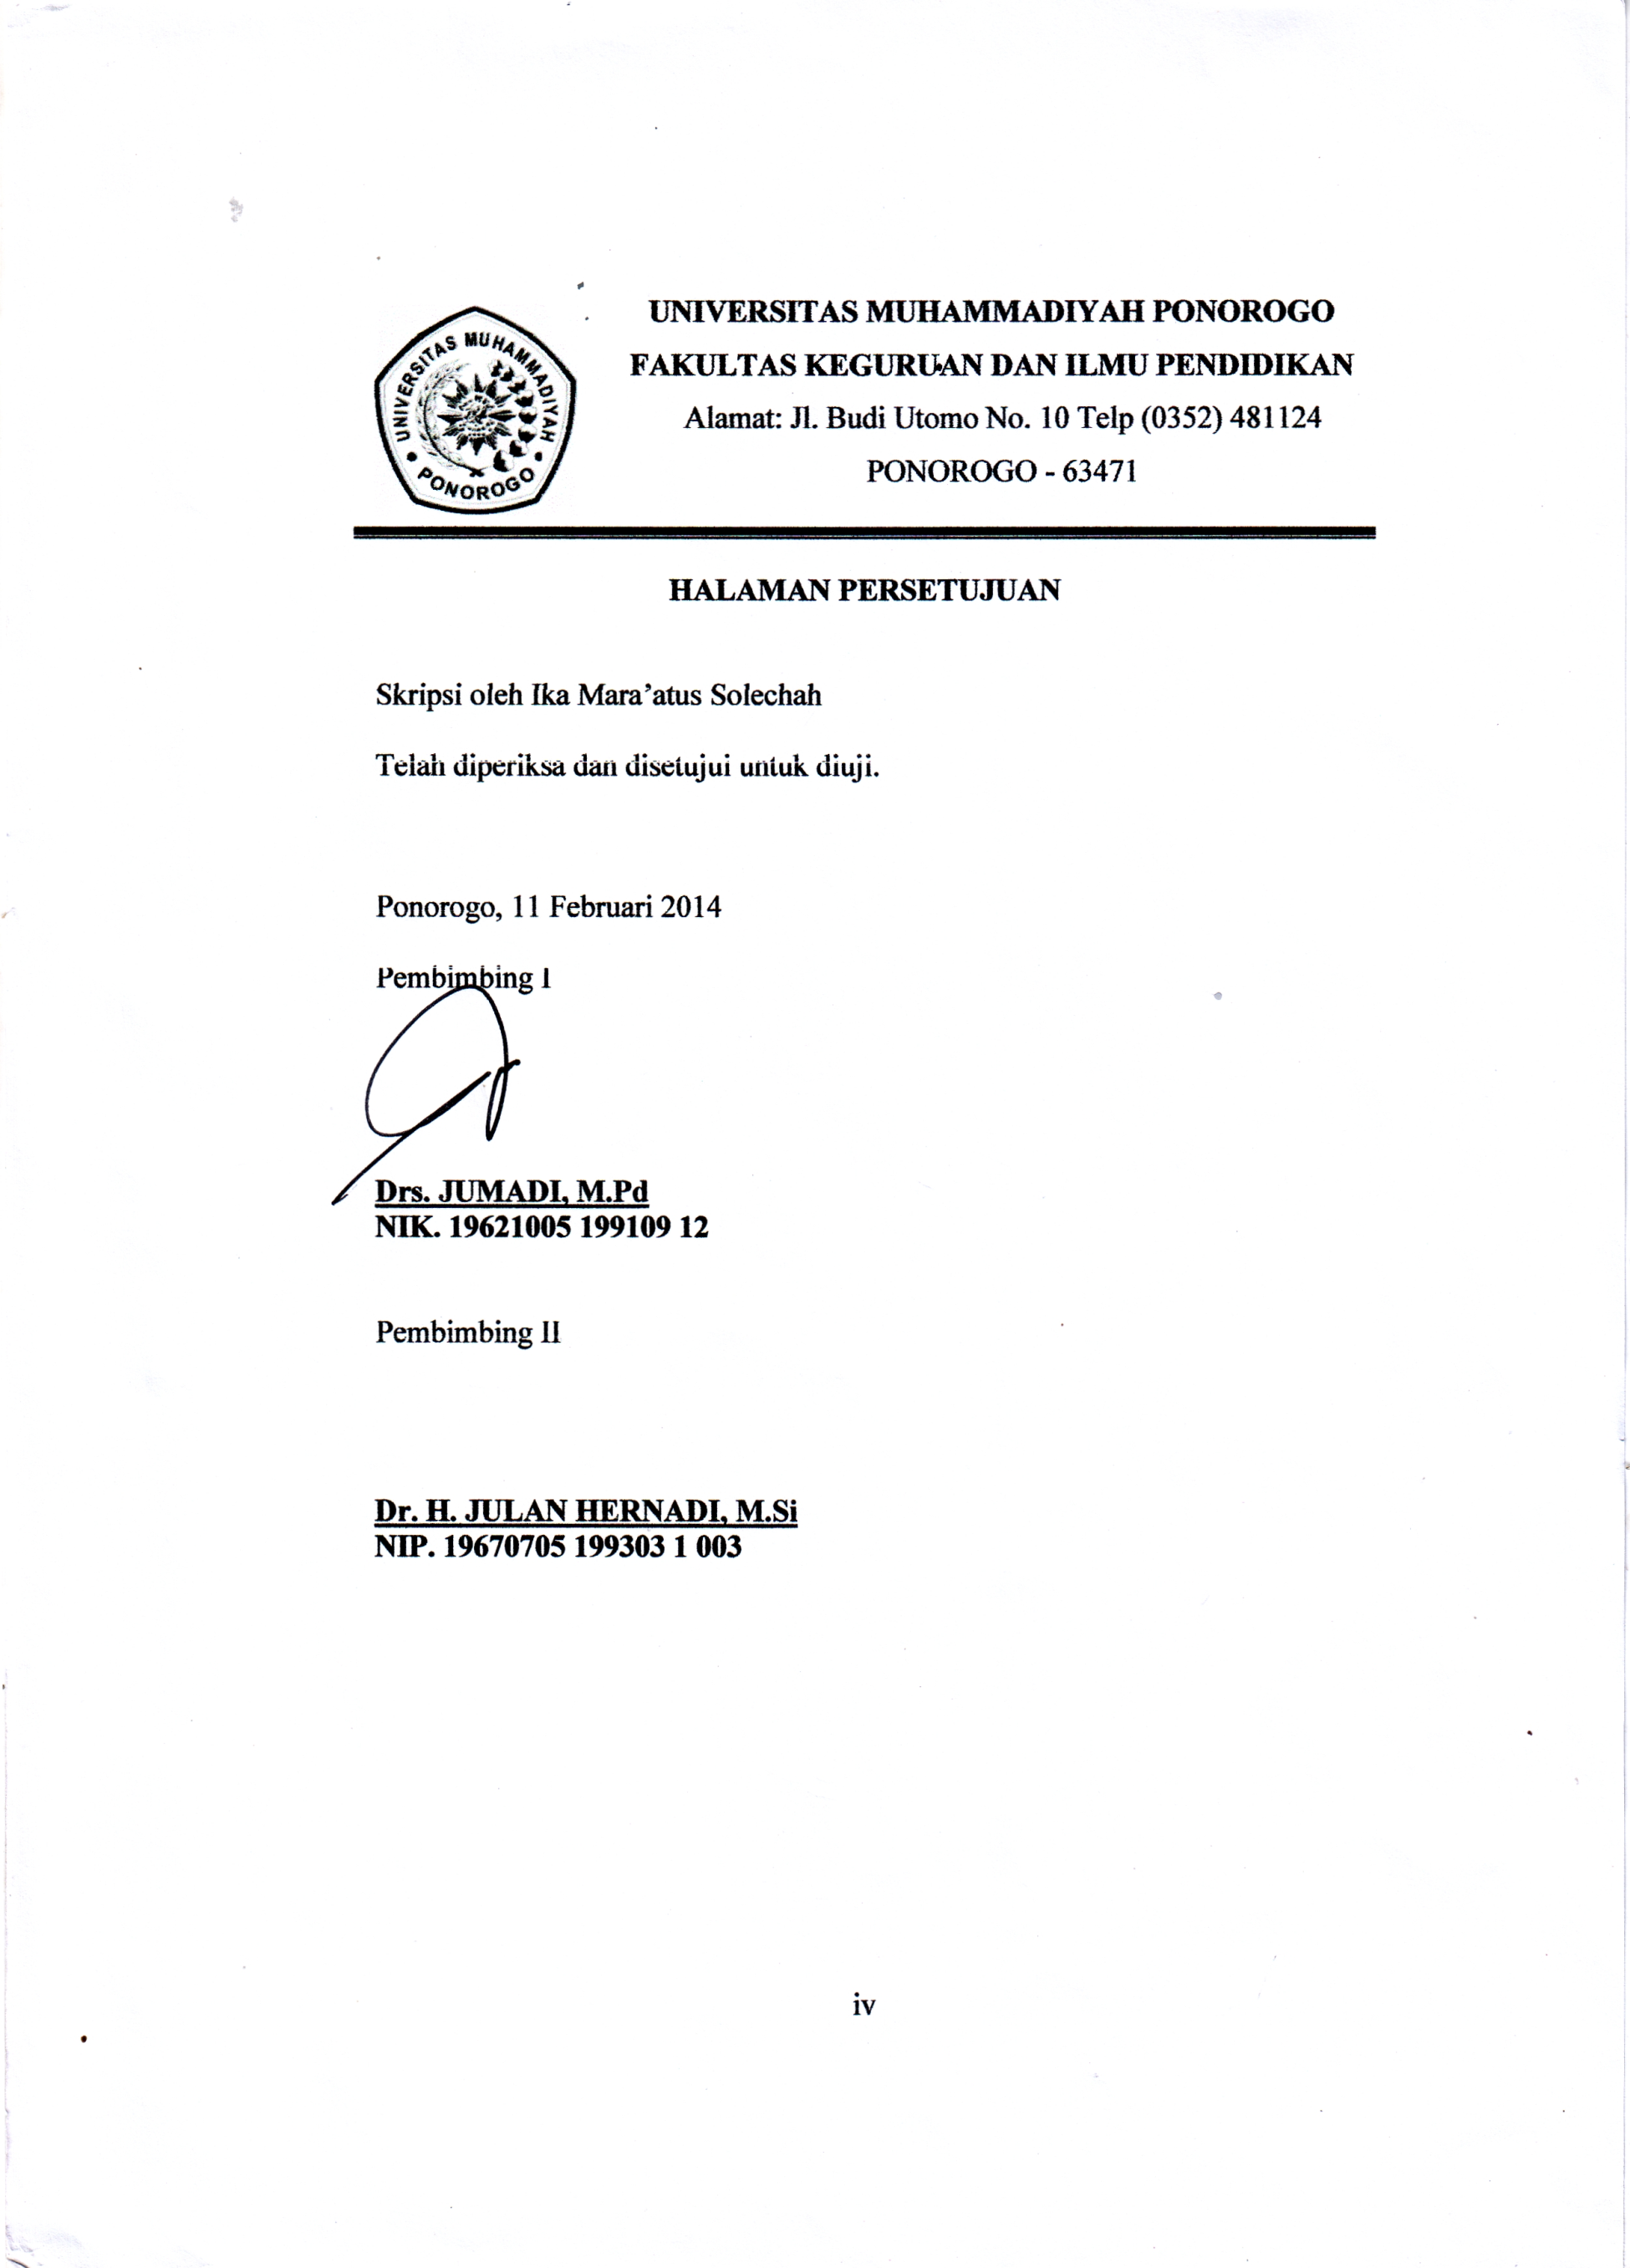 UNIVERSITAS MUHAMMADIYAH
PONOROGO
UNIVERSITAS MUHAMMADIYAH PONOROGO
FAKULTAS KEGURUAN DAN ILMU PENDIDIKAN
Alamat: Jl. Budi Utomo No. 10 Telp (0352) 481124
PONOROGO - 63471
HALAMAN PERSETUJUAN
Skripsi oleh Ika Mara'atus Solechah
Telah diperiksa dan disetujui untuk diuji.
Ponorogo, 11 Februari 2014
Pembimbing I
Drs. JUMADI, M.Pd
NIK. 19621005 199109 12
Pembimbing II
Dr. H. JULAN HERNADI, M.Si
NIP. 19670705 199303 1 003
iv